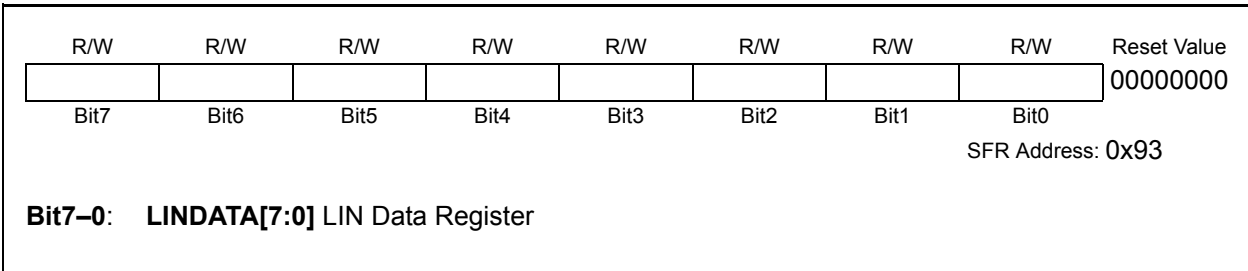 R/W R/W R/W R/W R/W R/W R/W R/W Reset Value
00000000
Bit7 Bit6 Bit5 Bit4 Bit3 Bit2 Bit1 Bit0
SFR Address: 0x93
Bit7–0: LINDATA[7:0] LIN Data Register